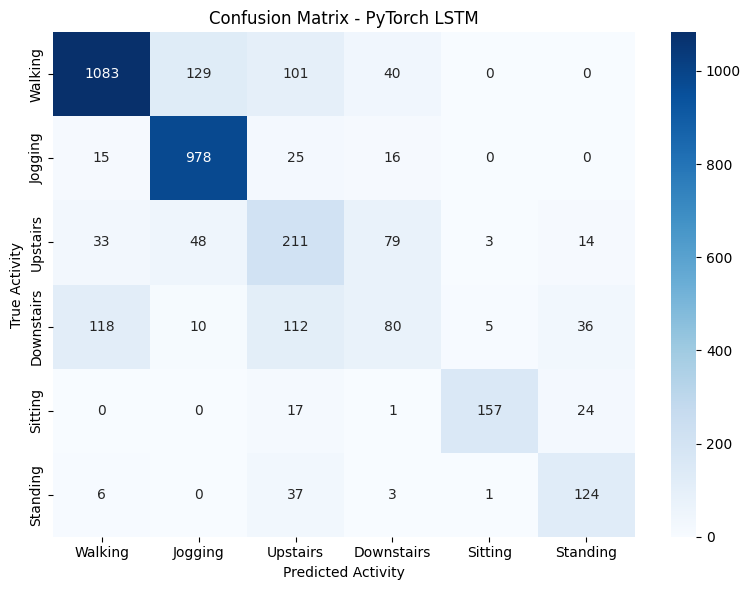 Confusion Matrix - PyTorch LSTM
True Activity
Walking 1083 129 101 40 0 0
Jogging 15 978 25 16 0 0
Upstairs 33 48 211 79 3 14
Downstairs 118 10 112 80 5 36
Sitting 0 0 17 1 157 24
Standing 6 0 37 3 1 124
Walking Jogging Upstairs Downstairs Sitting Standing
Predicted Activity
1000
800
600
400
200
0